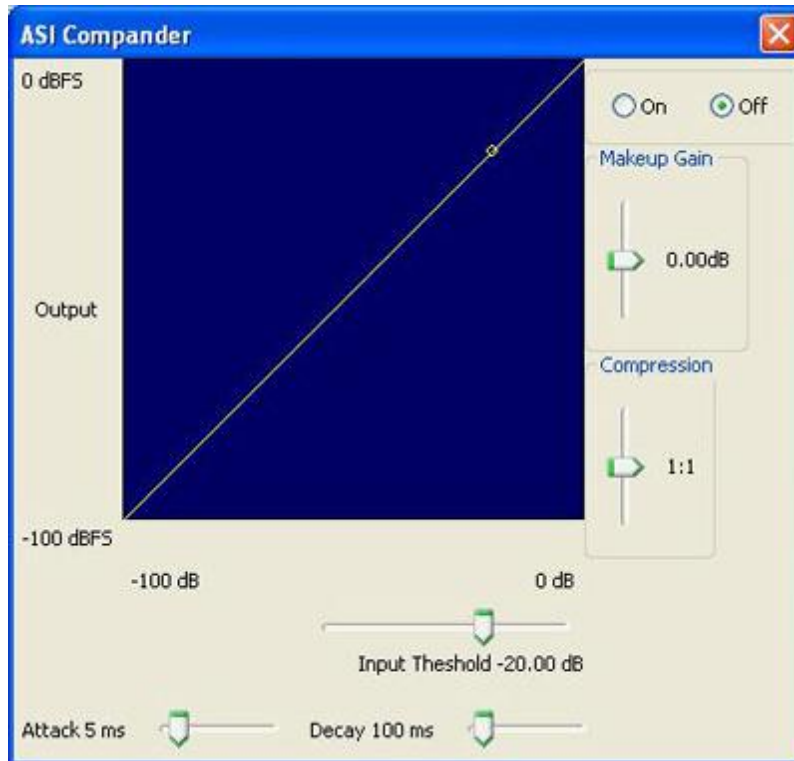 ASI Compander
0 dBFS
On
Off
Makeup Gain
0.00dB
Output
Compression
1:1
-100 dBFS
-100 dB
0 dB
Input Theshold -20.00 dB
Attack 5 ms
Decay 100 ms